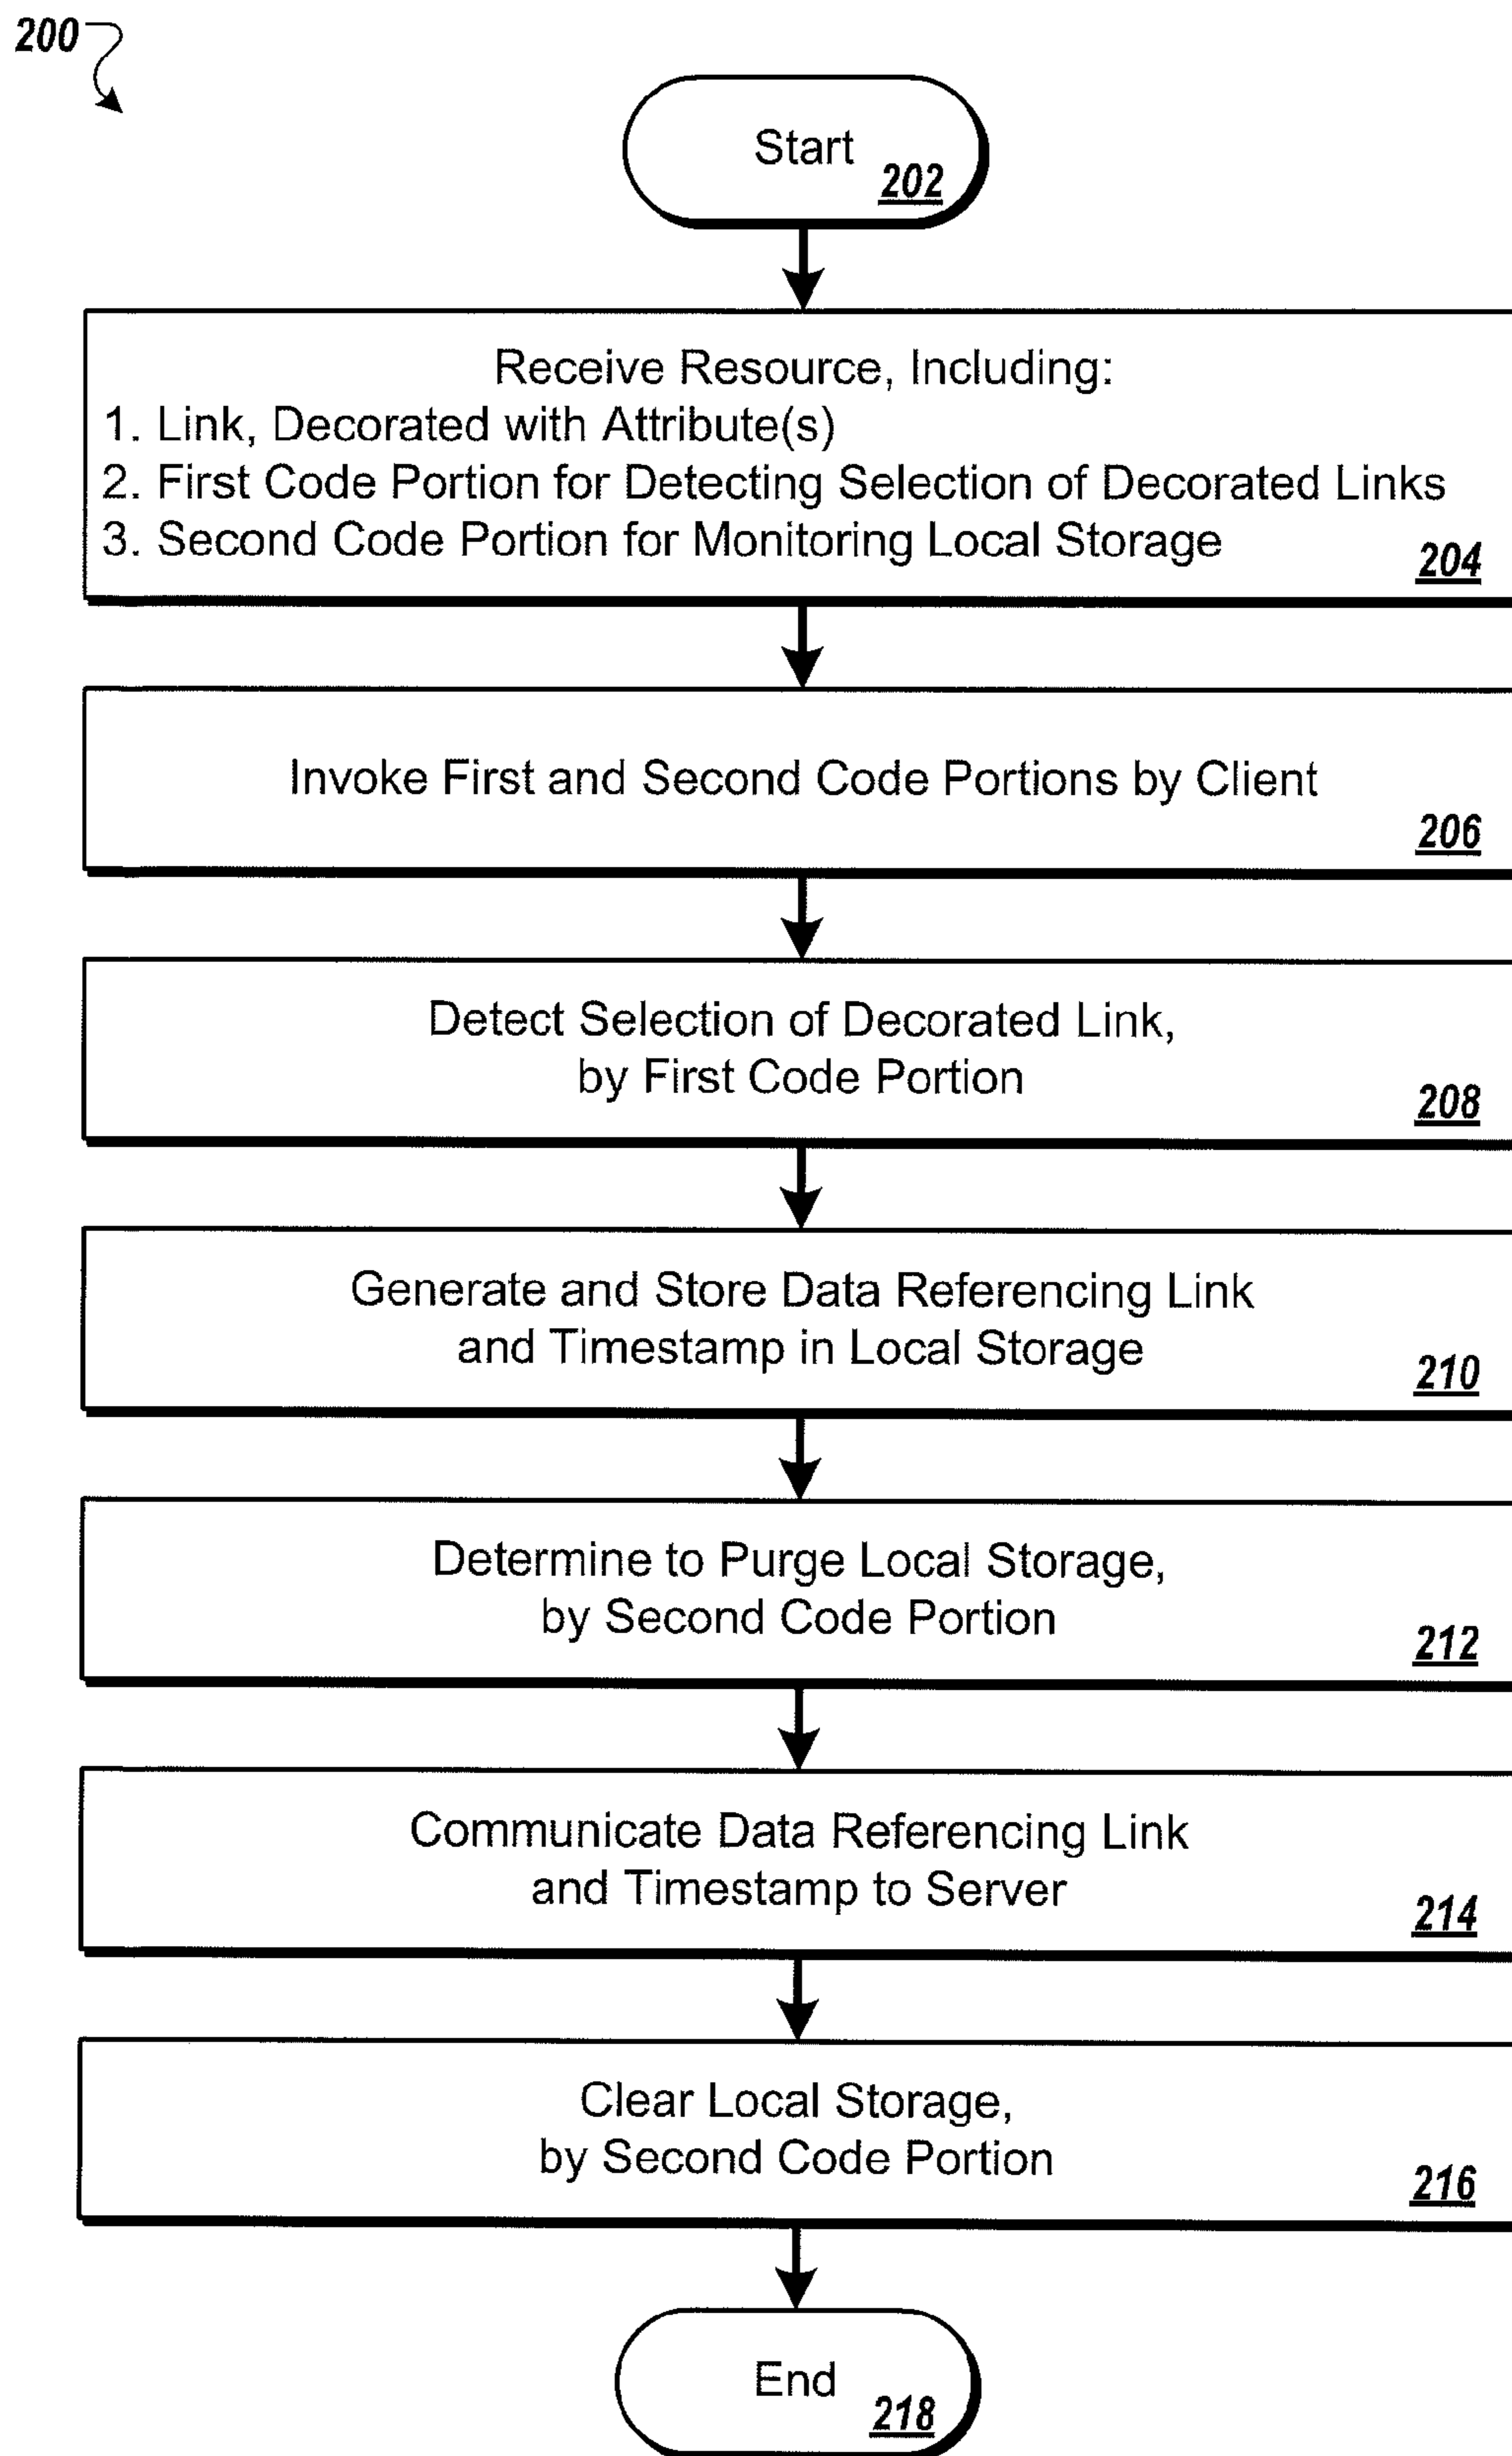 200
Start
202
Receive Resource, Including:
1. Link, Decorated with Attribute(s)
2. First Code Portion for Detecting Selection of Decorated Links
3. Second Code Portion for Monitoring Local Storage
204
Invoke First and Second Code Portions by Client
206
Detect Selection of Decorated Link,
by First Code Portion
208
Generate and Store Data Referencing Link
and Timestamp in Local Storage
210
Determine to Purge Local Storage,
by Second Code Portion
212
Communicate Data Referencing Link
and Timestamp to Server
214
Clear Local Storage,
by Second Code Portion
216
End
218